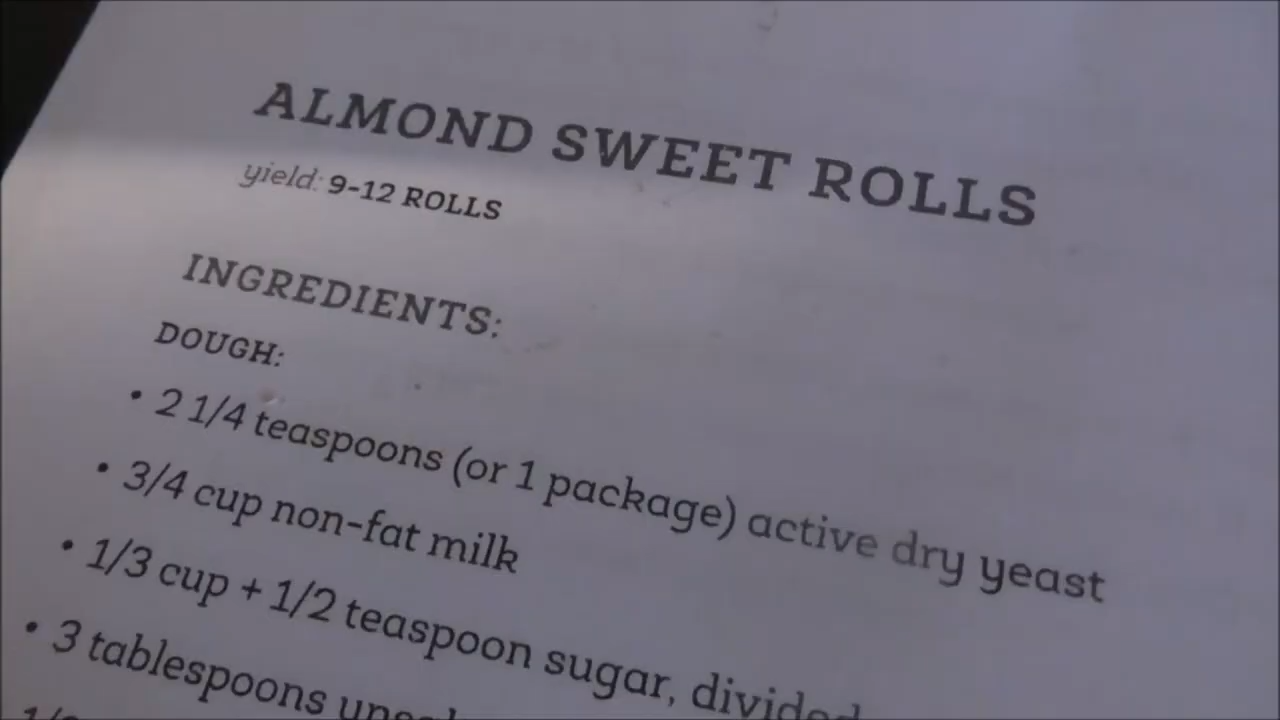 ALMOND SWEET ROLLS
yield: 9-12 ROLLS
INGREDIENTS:
DOUGH:
• 2 1/4 teaspoons (or 1 package) active dry yeast
• 3/4 cup non-fat milk
• 1/3 cup + 1/2 teaspoon sugar, divided
• 3 tablespoons